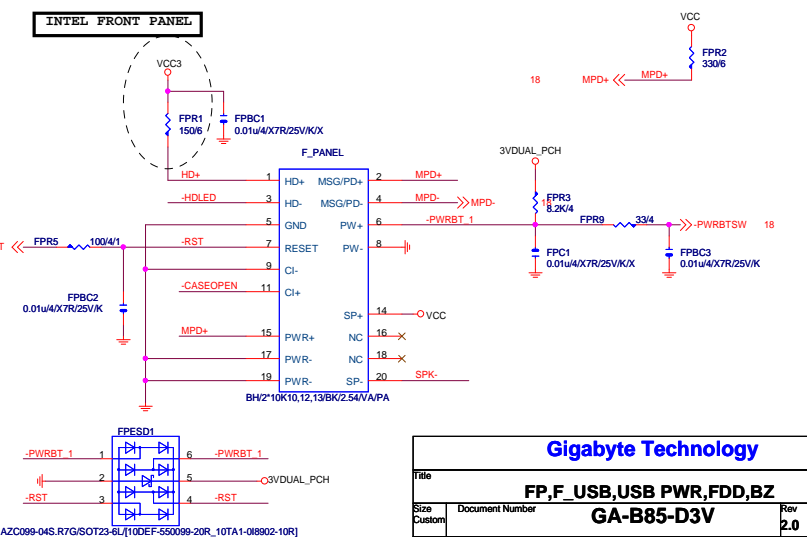 INTEL FRONT PANEL
VCC3
FPR1
150/6
FPBC1
0.01u/4/X7R/25V/K/X
VCC
FPR2
330/6
18
MPD+
MPD+
F_PANEL
3VDUAL_PCH
HD+
1
HD+
MSG/PD+
2
MPD+
-HDLED
3
HD-
MSG/PD-
4
MPD-
MPD-
18
FPR3
8.2K/4
5
GND
PW+
6
-PWRBT_1
FPR9
33/4
-PWRBTSW
18
FPR5
100/4/1
-RST
7
RESET
PW-
8
9
CI-
FPC1
0.01u/4/X7R/25V/K/X
FPBC3
0.01u/4/X7R/25V/K
-CASEOPEN
11
CI+
FPBC2
0.01u/4/X7R/25V/K
SP+
14
VCC
MPD+
15
PWR+
NC
16
17
PWR-
NC
18
19
PWR-
SP-
20
SPK-
BH/2*10K10,12,13/BK/2.54/VA/PA
FPESD1
-PWRBT_1
1
6
-PWRBT_1
2
5
3VDUAL_PCH
-RST
3
4
-RST
AZC099-04S.R7G/SOT23-6L/[10DEF-550099-20R_10TA1-0I8902-10R]
Gigabyte Technology
Title
FP,F_USB,USB PWR,FDD,BZ
Size
Custom
Document Number
GA-B85-D3V
Rev
2.0